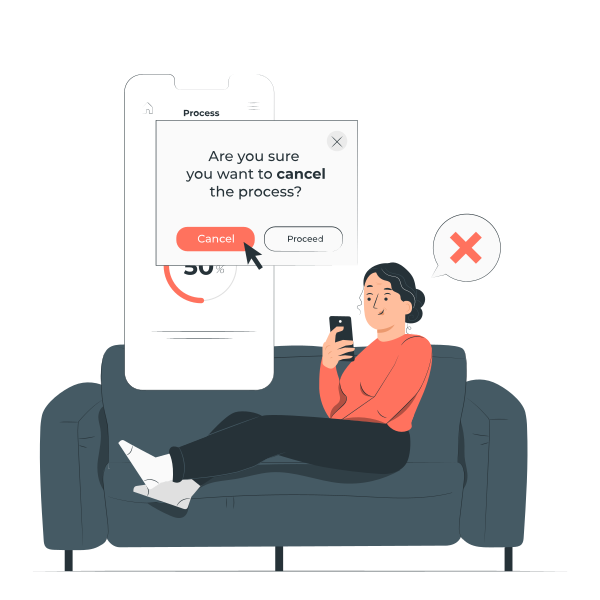 Process
Are you sure
you want to cancel
the process?
Cancel
Proceed
50%